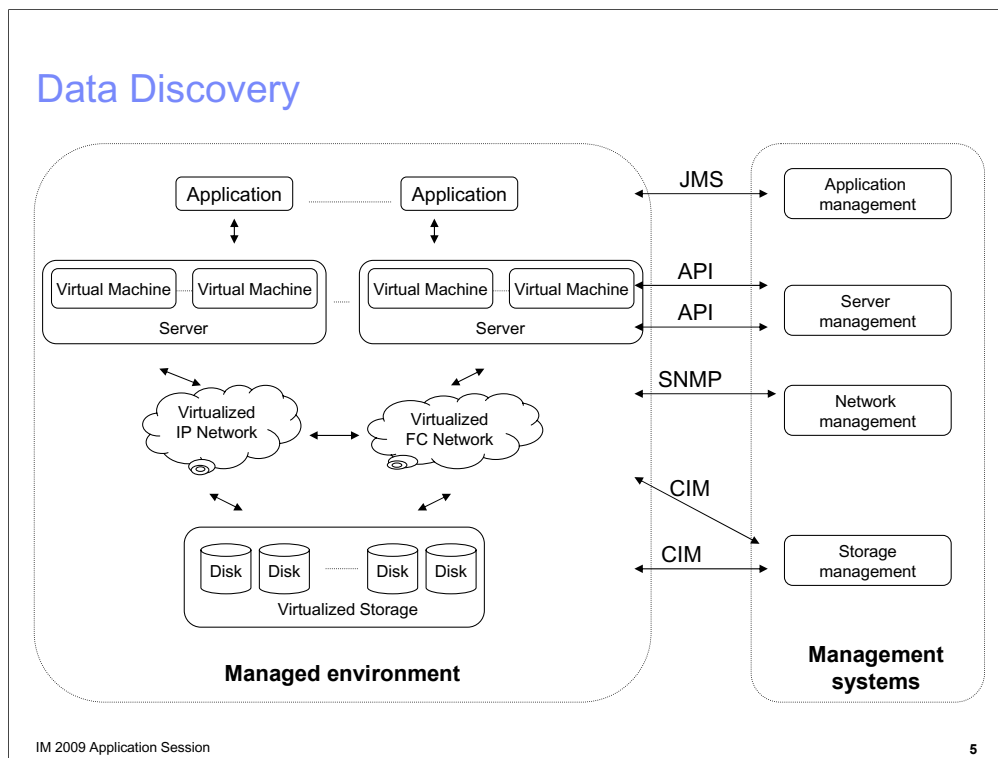 Data Discovery
Application
Application
JMS
Application
management
Virtual Machine
Virtual Machine
Server
Virtual Machine
Virtual Machine
Server
API
API
Server
management
SNMP
Network
management
Virtualized
IP Network
Virtualized
FC Network
CIM
CIM
Storage
management
Disk
Disk
Disk
Disk
Virtualized Storage
Managed environment
Management
systems
IM 2009 Application Session
5